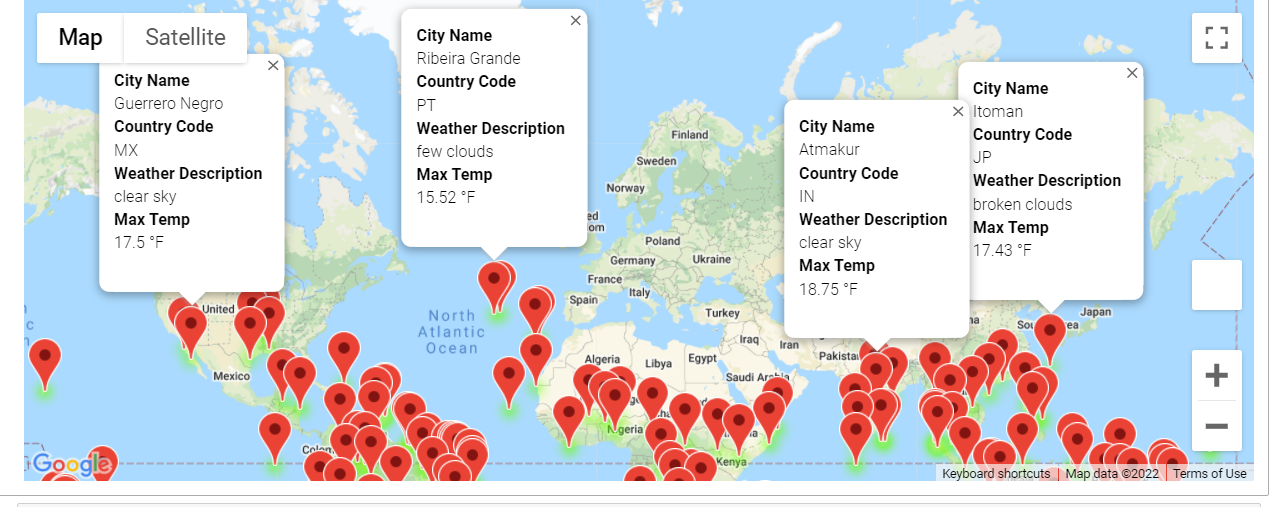 Map
Satellite
City Name
Guerrero Negro
Country Code
MX
Weather Description
clear sky
Max Temp
17.5 °F
City Name
Ribeira Grande
Country Code
PT
Weather Description
few clouds
Max Temp
15.52 °F
City Name
Atmakur
Country Code
IN
Weather Description
clear sky
Max Temp
18.75 °F
City Name
Itoman
Country Code
JP
Weather Description
broken clouds
Max Temp
17.43 °F
Finland
Sweden
Norway
Poland
Germany
Ukraine
France
Italy
Spain
Turkey
Iraq
Iran
Pakistan
Japan
United
North
Atlantic
Ocean
Mexico
Algeria
Libya
Egypt
Saudi Arabia
Nigeria
Kenya
Google
Keyboard shortcuts
Map data ©2022
Terms of Use